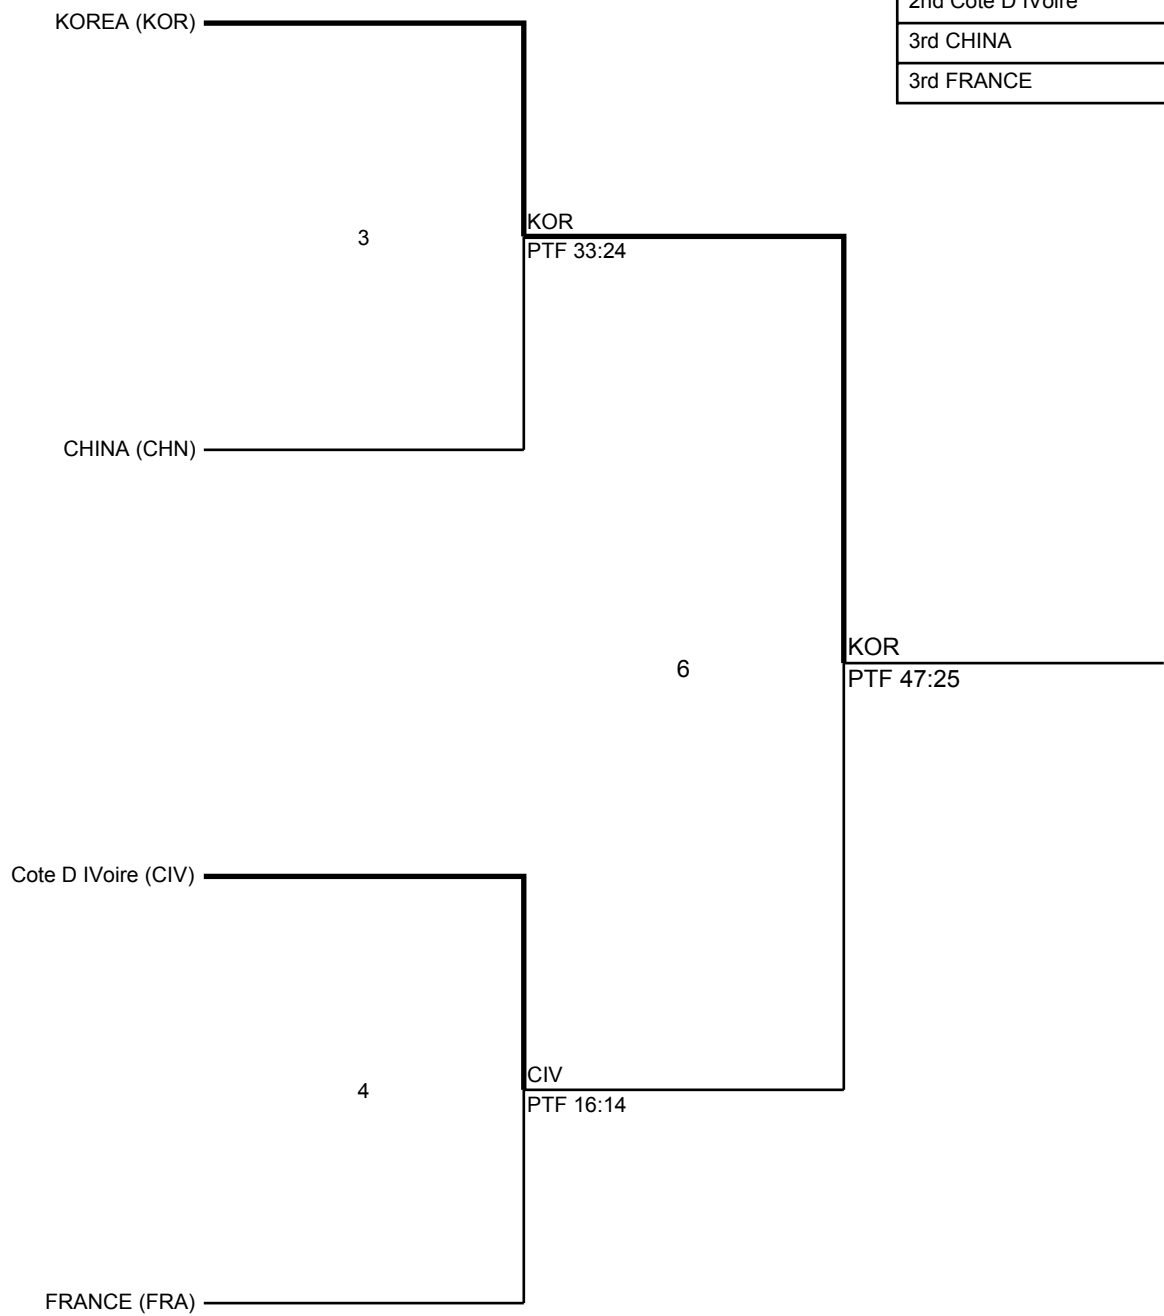 2nd Cote D IVoire
KOREA (KOR)
3rd CHINA
3rd FRANCE
KOR
3
PTF 33:24
CHINA (CHN)
KOR
6
PTF 47:25
Cote D IVoire (CIV)
CIV
4
PTF 16:14
FRANCE (FRA)